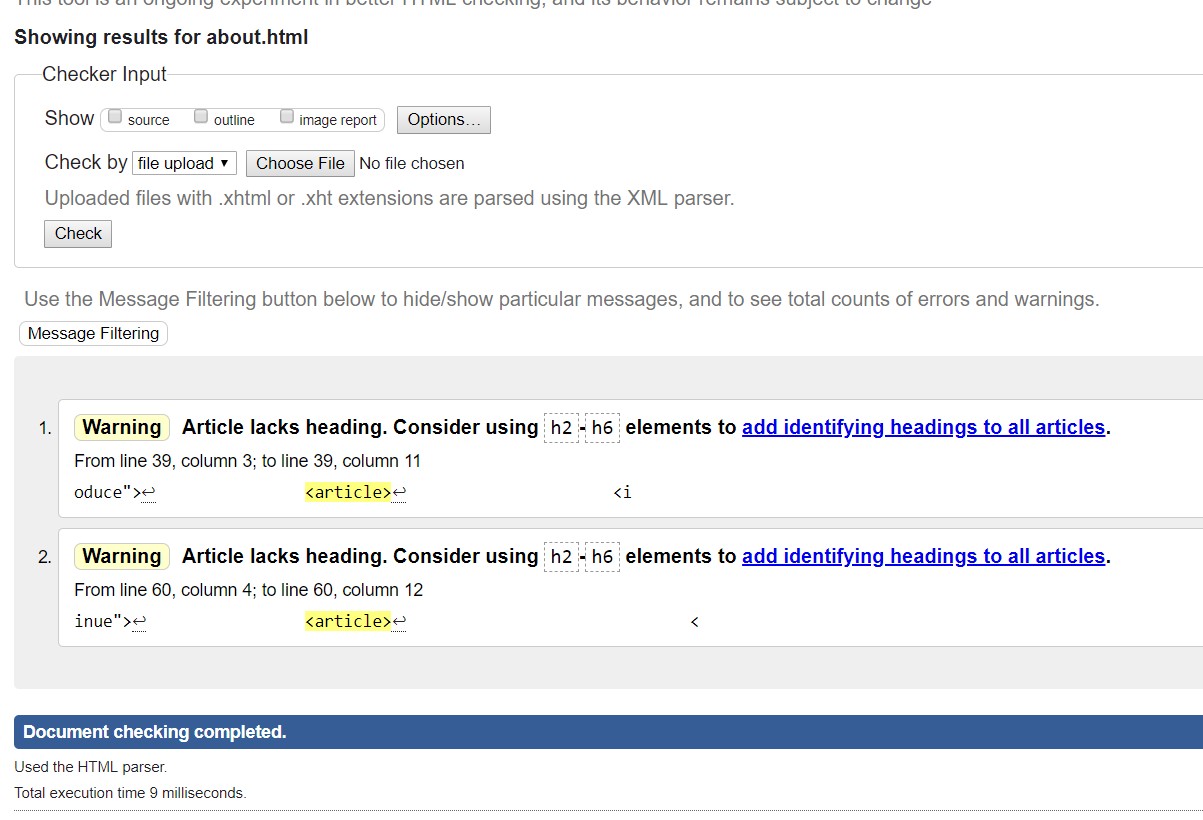 This tool is an ongoing experiment in better HTML checking, and its behavior remains subject to change
Showing results for about.html
Checker Input
Show source outline image report Options…
Check by file upload ▼ Choose File No file chosen
Uploaded files with .xhtml or .xht extensions are parsed using the XML parser.
Check
Use the Message Filtering button below to hide/show particular messages, and to see total counts of errors and warnings.
Message Filtering
1. Warning Article lacks heading. Consider using h2-h6 elements to add identifying headings to all articles.
From line 39, column 3; to line 39, column 11
oduce">↩ <article>↩ <i
2. Warning Article lacks heading. Consider using h2-h6 elements to add identifying headings to all articles.
From line 60, column 4; to line 60, column 12
inue">↩ <article>↩ <
Document checking completed.
Used the HTML parser.
Total execution time 9 milliseconds.